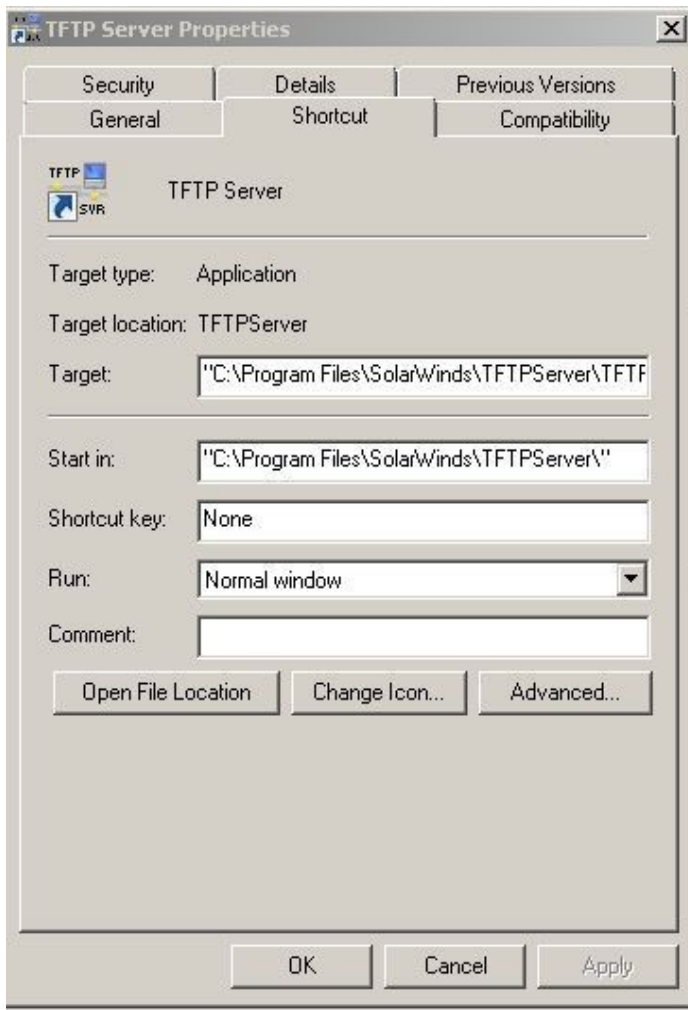 TFTP Server Properties
Security Details Previous Versions
General Shortcut Compatibility
TFTP
SVR
TFTP Server
Target type: Application
Target location: TFTPServer
Target: "C:\Program Files\SolarWinds\TFTPServer\TFTF
Start in: "C:\Program Files\SolarWinds\TFTPServer\"
Shortcut key: None
Run: Normal window
Comment:
Open File Location Change Icon... Advanced...
OK Cancel Apply